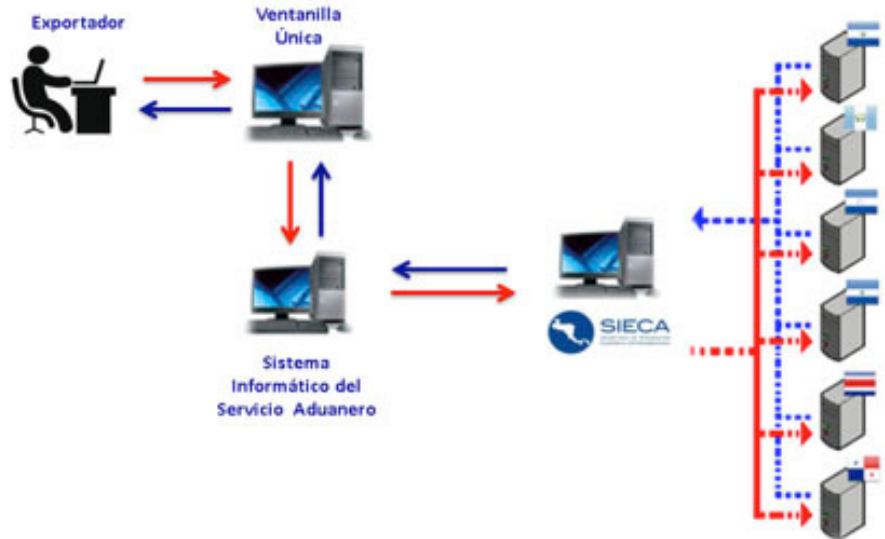 Exportador
Ventanilla
Única
Sistema
Informático del
Servicio Aduanero
SIECA